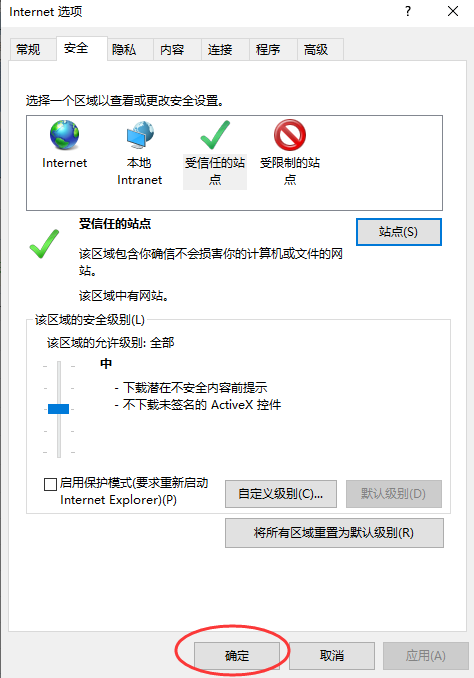 Internet 选项
?
常规 安全 隐私 内容 连接 程序 高级
选择一个区域以查看或更改安全设置。
Internet
本地
Intranet
受信任的站
点
受限制的站
点
受信任的站点
站点(S)
该区域包含你确信不会损害你的计算机或文件的网
站。
该区域中有网站。
该区域的安全级别(L)
该区域的允许级别: 全部
中
- 下载潜在不安全内容前提示
- 不下载未签名的 ActiveX 控件
启用保护模式(要求重新启动
Internet Explorer)(P)
自定义级别(C)... 默认级别(D)
将所有区域重置为默认级别(R)
确定 取消 应用(A)